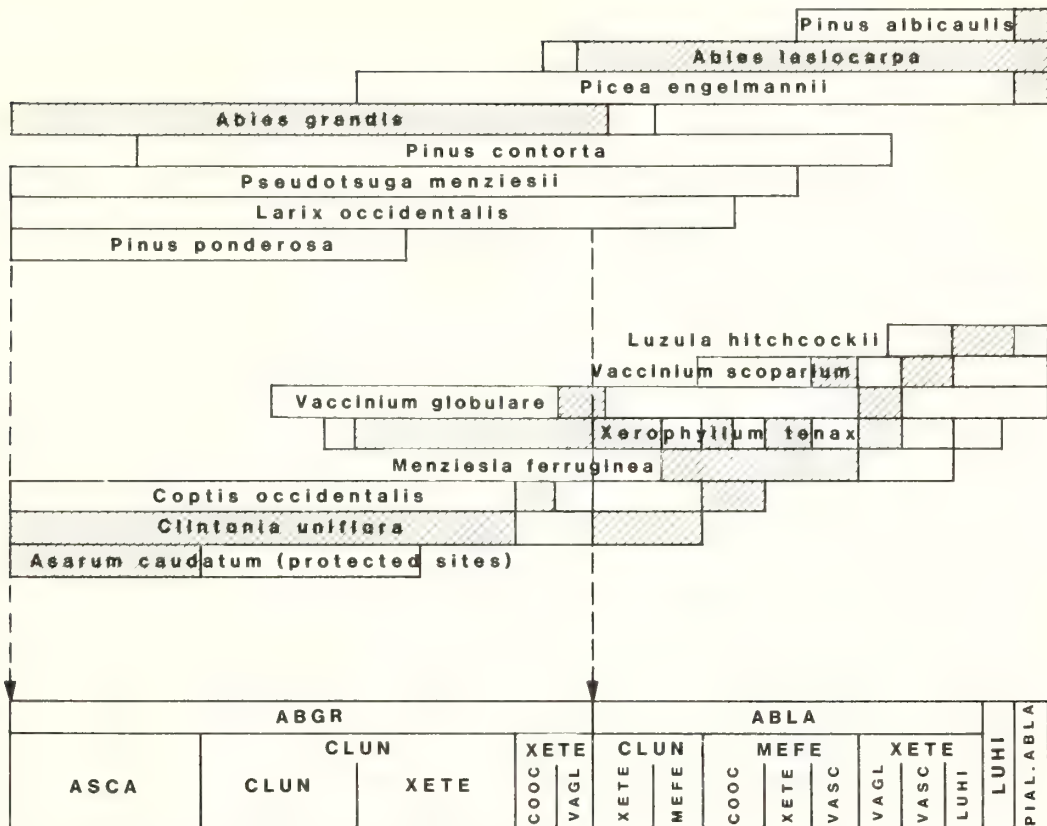 Pinus albicaulis
Abies lasiocarpa
Picea engelmannii
Abies grandis
Pinus contorta
Pseudotsuga menziesii
Larix occidentalis
Pinus ponderosa
Luzula hitchcockii
Vaccinium scoparium
Vaccinium globulare
Xerophyllum tenax
Menziesia ferruginea
Coptis occidentalis
Clintonia uniflora
Asarum caudatum (protected sites)
ABGR
ABLA
LUHI
PIAL.ABLA
ASCA
CLUN
CLUN
XETE
XETE
COOC
VAGL
CLUN
XETE
MEFE
MEFE
COOC
XETE
VASC
XETE
VAGL
VASC
LUHI